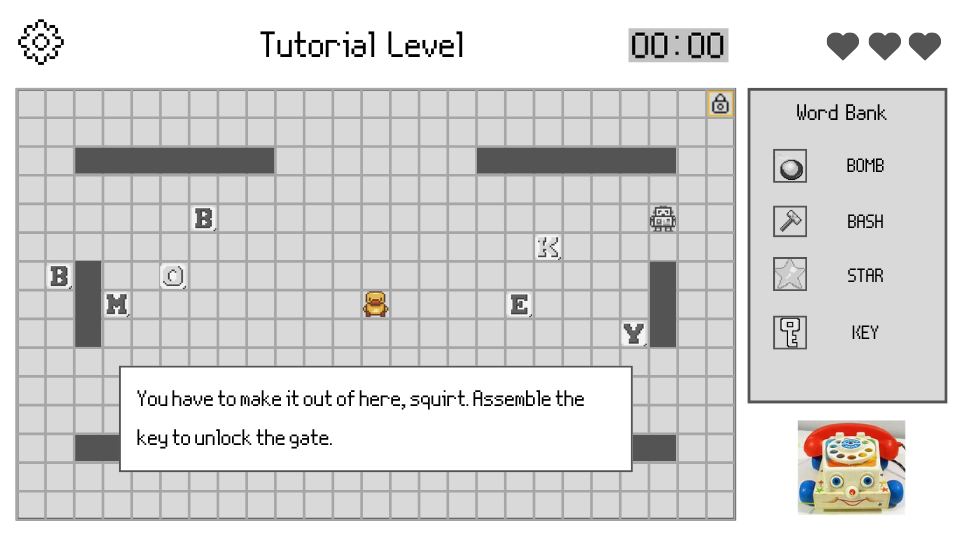 Tutorial Level
00:00
Word Bank
BOMB
B
BASH
K
B
O
STAR
M
E
Y
KEY
You have to make it out of here, squirt. Assemble the
key to unlock the gate.